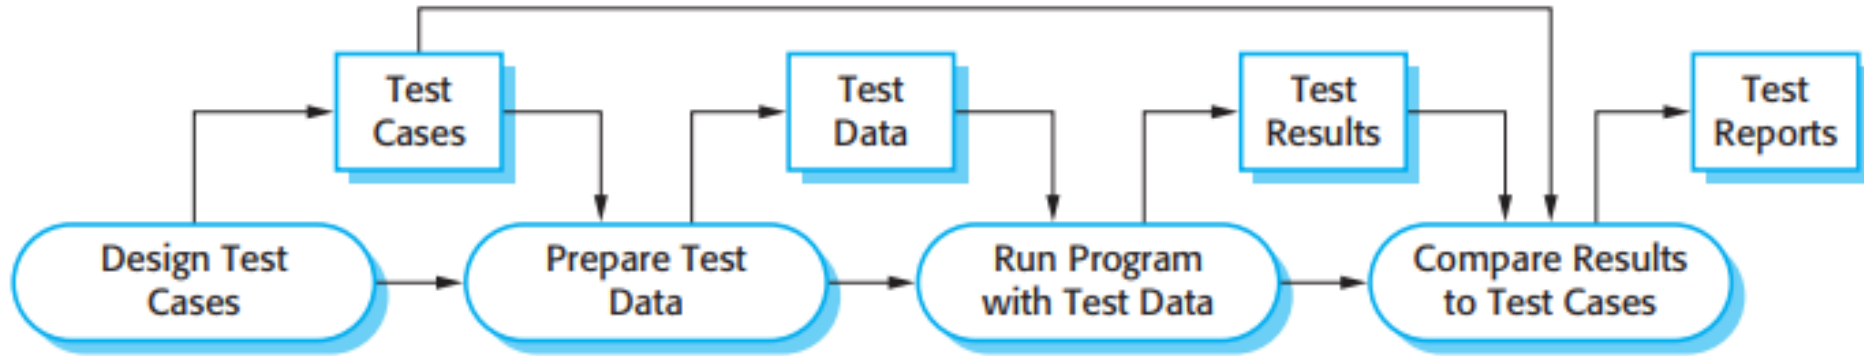 Test
Cases
Test
Data
Test
Results
Test
Reports
Design Test
Cases
Prepare Test
Data
Run Program
with Test Data
Compare Results
to Test Cases